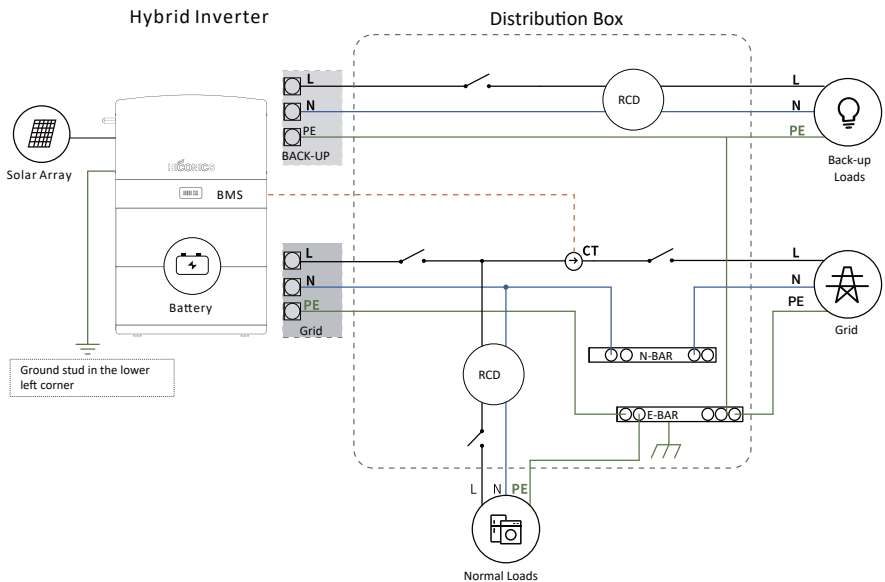 Hybrid Inverter
Distribution Box
L
N
PE
BACK-UP
RCD
L
N
PE
Back-up
Loads
Solar Array
HICONICS
BMS
Battery
L
N
PE
Grid
CT
L
N
PE
Grid
Ground stud in the lower
left corner
N-BAR
RCD
E-BAR
L N PE
Normal Loads